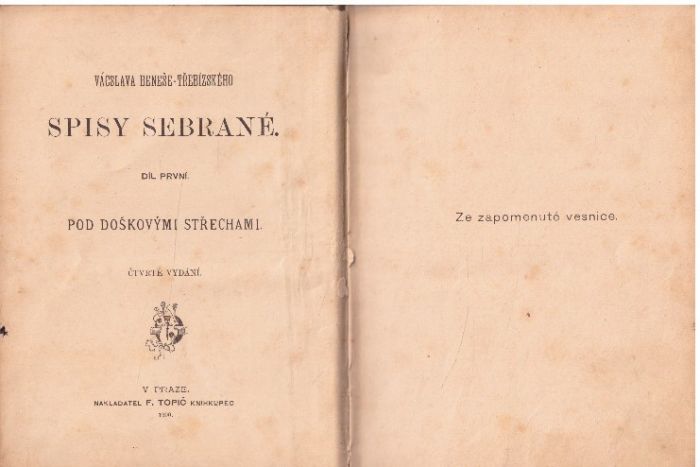 VÁCSLAVA BENEŠE-TŘEBÍZSKÉHO
SPISY SEBRANÉ.
DÍL PRVNÍ.
POD DOŠKOVÝMI STŘECHAMI.
ČTVRTÉ VYDÁNÍ.
V PRAZE.
NAKLADATEL F. TOPIČ KNIHKUPEC
Ze zapomenuté vesnice.